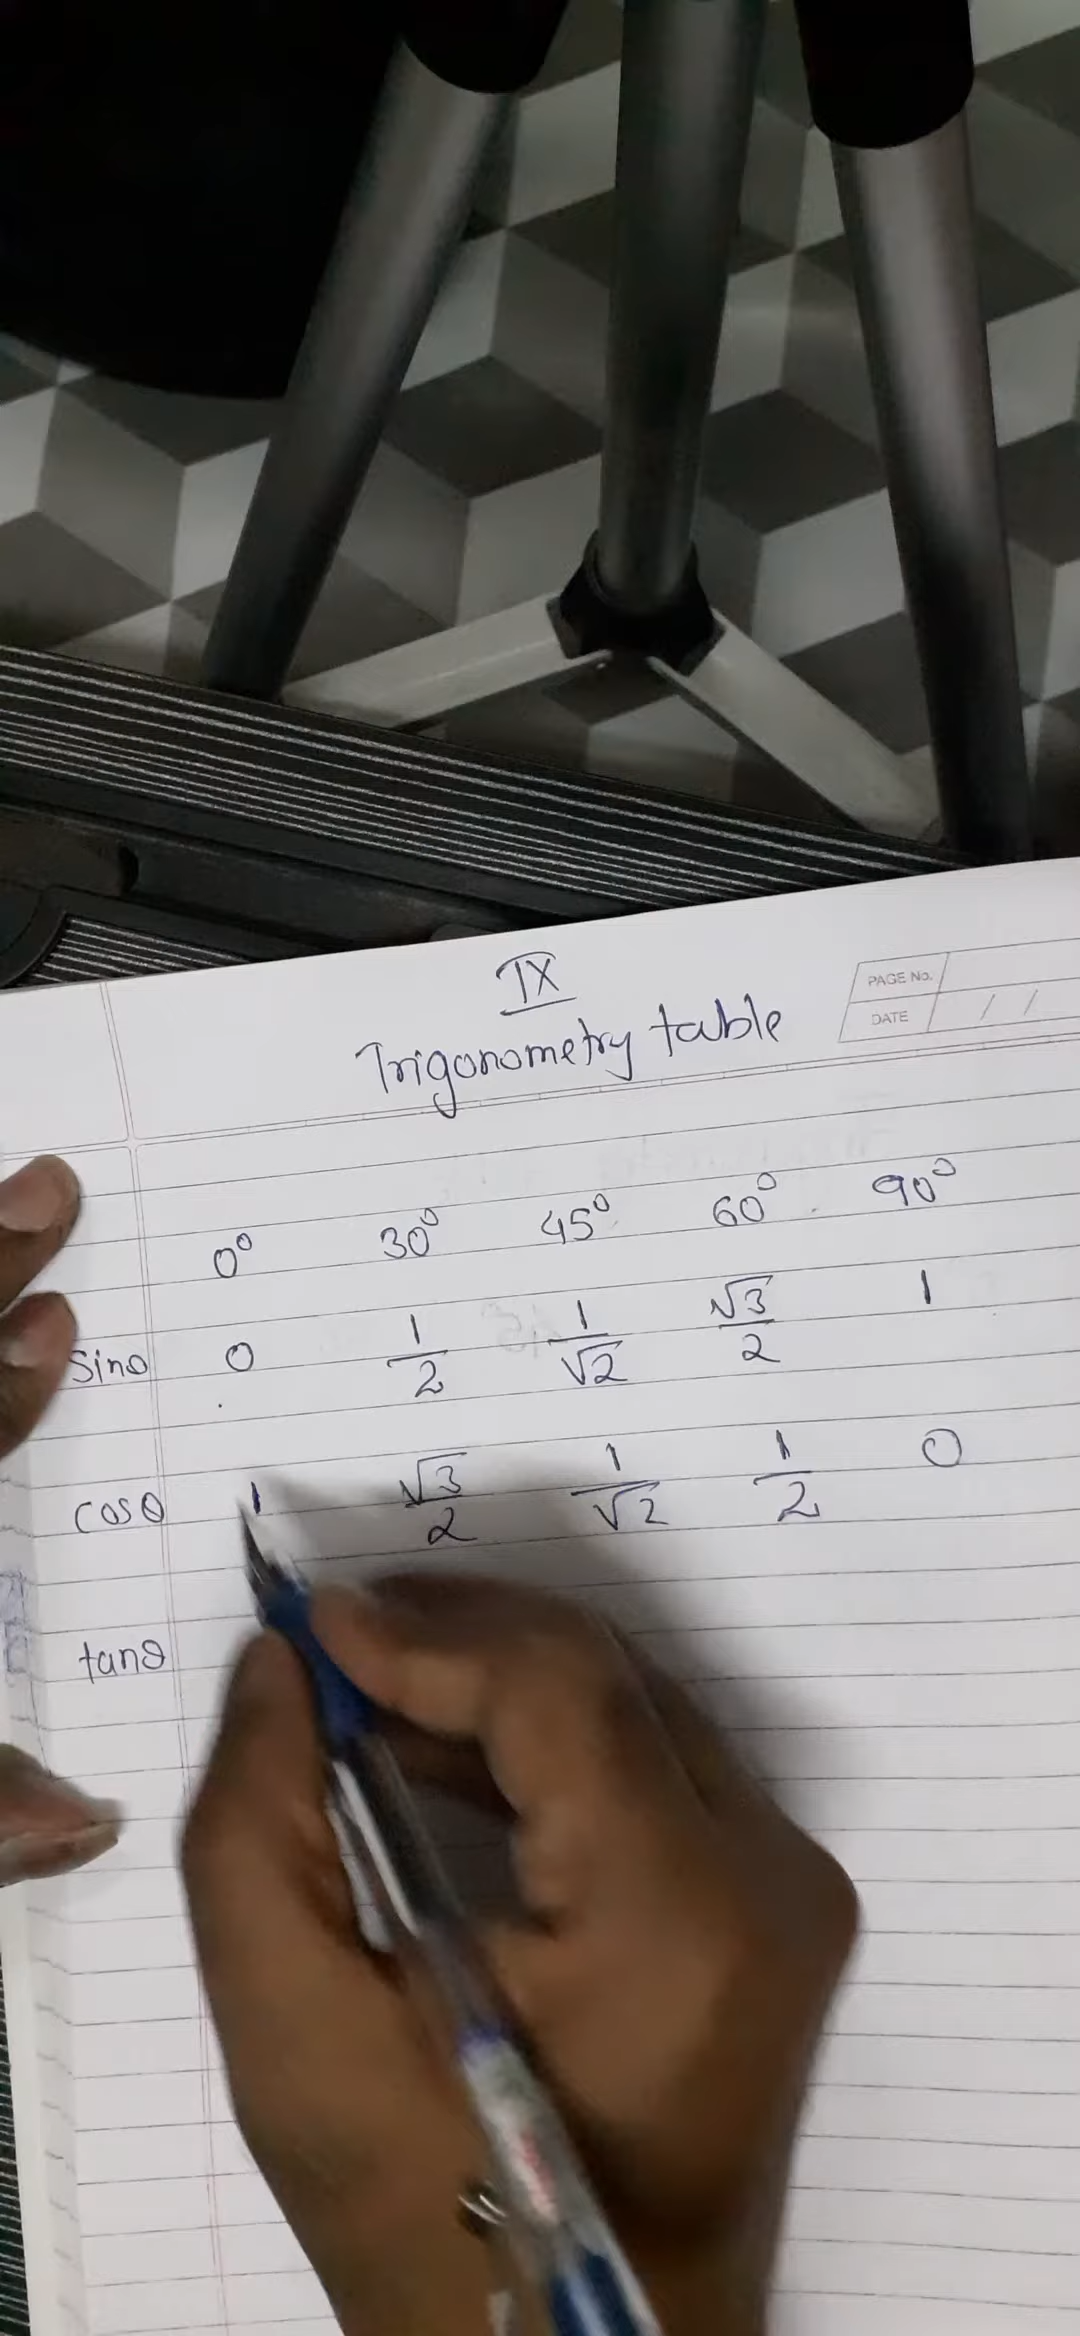 IX
Trigonometry table
PAGE No.
DATE / /
0° 30° 45° 60° 90°
sinθ 0 1/2 1/√2 √3/2 1
cosθ 1 √3/2 1/√2 1/2 0
tanθ